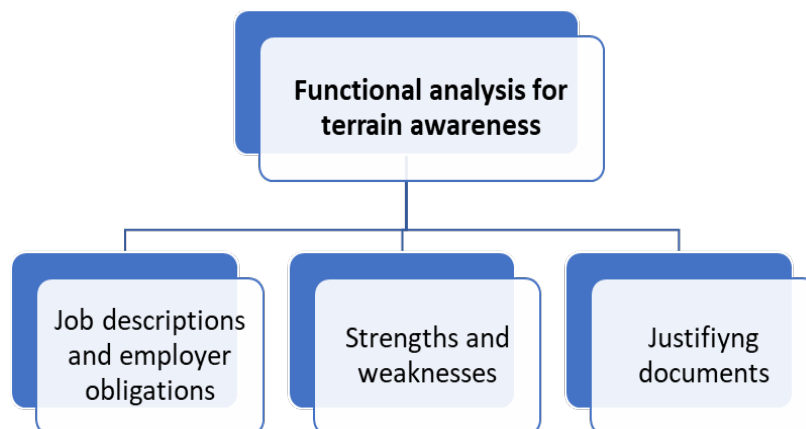 Functional analysis for
terrain awareness
Job descriptions
and employer
obligations
Strengths and
weaknesses
Justifiyng
documents